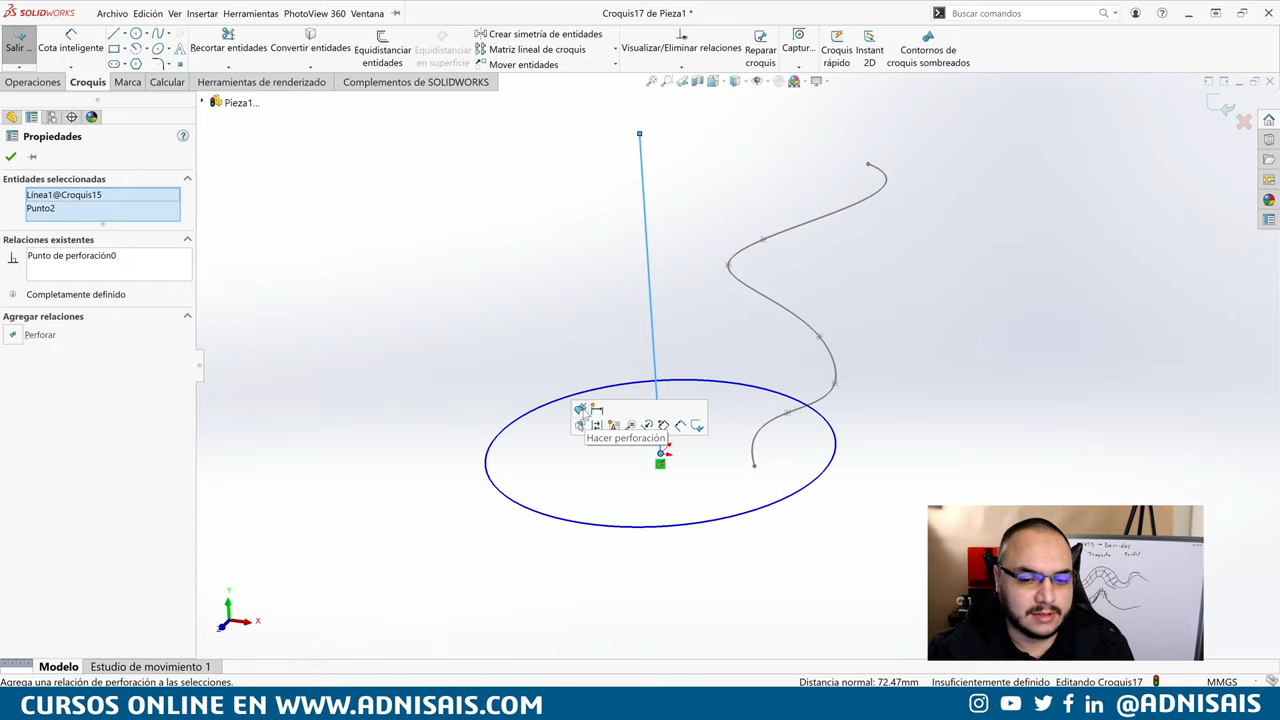 SOLIDWORKS
Archivo Edición Ver Insertar Herramientas PhotoView 360 Ventana
Croquis17 de Pieza1 *
Buscar comandos
Salir ...
Cota inteligente
Recortar entidades
Convertir entidades
Equidistanciar entidades
Equidistanciar en superficie
Crear simetría de entidades
Matriz lineal de croquis
Mover entidades
Visualizar/Eliminar relaciones
Reparar croquis
Captur...
Croquis rápido
Instant 2D
Contornos de croquis sombreados
Operaciones Croquis Marca Calcular Herramientas de renderizado Complementos de SOLIDWORKS
Pieza1...
Propiedades
Entidades seleccionadas
Línea1@Croquis15
Punto2
Relaciones existentes
Punto de perforación0
Completamente definido
Agregar relaciones
Perforar
Hacer perforación
Y
X
Z
Modelo Estudio de movimiento 1
Agrega una relación de perforación a las selecciones.
Distancia normal: 72.47mm Insuficientemente definido Editando Croquis17 MMGS
CURSOS ONLINE EN WWW.ADNISAIS.COM
@ADNISAIS